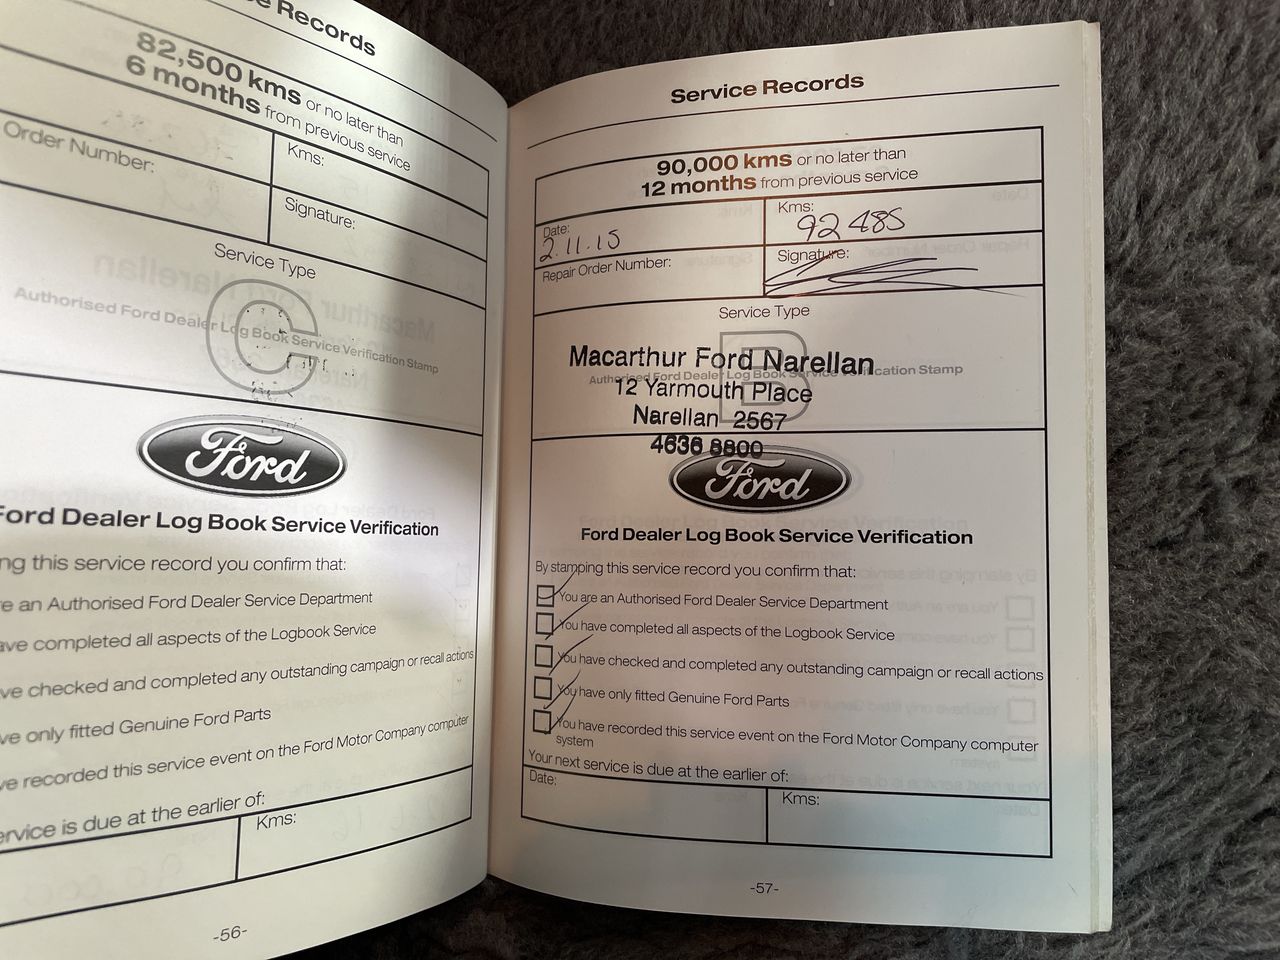 Records
82,500 kms or no later than
6 months from previous service
Order Number:
Kms:
Signature:
Service Type
C
Authorised Ford Dealer Log Book Service Verification Stamp
Ford
Ford Dealer Log Book Service Verification
ng this service record you confirm that:
re an Authorised Ford Dealer Service Department
ave completed all aspects of the Logbook Service
ve checked and completed any outstanding campaign or recall actions
ve only fitted Genuine Ford Parts
ve recorded this service event on the Ford Motor Company computer
ervice is due at the earlier of:
Kms:
-56-
Service Records
90,000 kms or no later than
12 months from previous service
Date:
2.11.15
Kms:
92485
Repair Order Number:
Signature:
Service Type
B
Macarthur Ford Narellan
Authorised Ford Dealer Log Book Service Verification Stamp
12 Yarmouth Place
Narellan 2567
4636 8800
Ford
Ford Dealer Log Book Service Verification
By stamping this service record you confirm that:
You are an Authorised Ford Dealer Service Department
You have completed all aspects of the Logbook Service
You have checked and completed any outstanding campaign or recall actions
You have only fitted Genuine Ford Parts
You have recorded this service event on the Ford Motor Company computer
system
Your next service is due at the earlier of:
Date:
Kms:
-57-